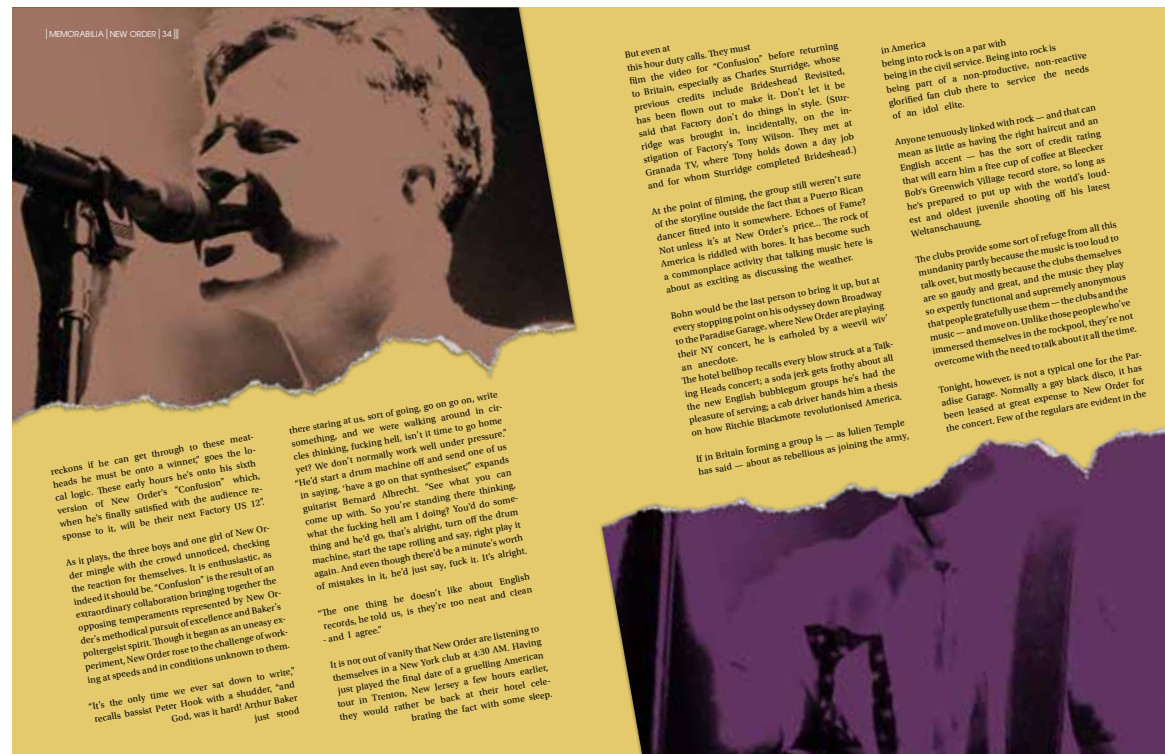 |MEMORABILIA|NEW ORDER|34||
reckons if he can get through to these meat-
heads he must be onto a winner,” goes the lo-
cal logic. These early hours he's onto his sixth
version of New Order's “Confusion” which,
when he's finally satisfied with the audience re-
sponse to it, will be their next Factory US 12”.
As it plays, the three boys and one girl of New Or-
der mingle with the crowd unnoticed, checking
the reaction for themselves. It is enthusiastic, as
indeed it should be. “Confusion” is the result of an
extraordinary collaboration bringing together the
opposing temperaments represented by New Or-
der's methodical pursuit of excellence and Baker's
poltergeist spirit. Though it began as an uneasy ex-
periment, New Order rose to the challenge of work-
ing at speeds and in conditions unknown to them.
“It's the only time we ever sat down to write,”
recalls bassist Peter Hook with a shudder, “and
God, was it hard! Arthur Baker
just stood
there staring at us, sort of going, go on go on, write
something, and we were walking around in cir-
cles thinking, fucking hell, isn't it time to go home
yet? We don't normally work well under pressure.”
“He'd start a drum machine off and send one of us
in saying, ‘have a go on that synthesiser,’” expands
guitarist Bernard Albrecht. “See what you can
come up with. So you're standing there thinking,
what the fucking hell am I doing? You'd do some-
thing and he'd go, that's alright, turn off the drum
machine, start the tape rolling and say, right play it
again. And even though there'd be a minute's worth
of mistakes in it, he'd just say, fuck it. It's alright.
“The one thing he doesn't like about English
records, he told us, is they're too neat and clean
- and I agree.”
It is not out of vanity that New Order are listening to
themselves in a New York club at 4:30 AM. Having
just played the final date of a gruelling American
tour in Trenton, New Jersey a few hours earlier,
they would rather be back at their hotel cele-
brating the fact with some sleep.
But even at
this hour duty calls. They must
film the video for “Confusion” before returning
to Britain, especially as Charles Sturridge, whose
previous credits include Brideshead Revisited,
has been flown out to make it. Don't let it be
said that Factory don't do things in style. (Stur-
ridge was brought in, incidentally, on the in-
stigation of Factory's Tony Wilson. They met at
Granada TV, where Tony holds down a day job
and for whom Sturridge completed Brideshead.)
At the point of filming, the group still weren't sure
of the storyline outside the fact that a Puerto Rican
dancer fitted into it somewhere. Echoes of Fame?
Not unless it's at New Order's price... The rock of
America is riddled with bores. It has become such
a commonplace activity that talking music here is
about as exciting as discussing the weather.
Bohn would be the last person to bring it up, but at
every stopping point on his odyssey down Broadway
to the Paradise Garage, where New Order are playing
their NY concert, he is earholed by a weevil wiv'
an anecdote.
The hotel bellhop recalls every blow struck at a Talk-
ing Heads concert; a soda jerk gets frothy about all
the new English bubblegum groups he's had the
pleasure of serving; a cab driver hands him a thesis
on how Ritchie Blackmore revolutionised America.
If in Britain forming a group is — as Julien Temple
has said — about as rebellious as joining the army,
in America
being into rock is on a par with
being in the civil service. Being into rock is
being part of a non-productive, non-reactive
glorified fan club there to service the needs
of an idol elite.
Anyone tenuously linked with rock — and that can
mean as little as having the right haircut and an
English accent — has the sort of credit rating
that will earn him a free cup of coffee at Bleecker
Bob's Greenwich Village record store, so long as
he's prepared to put up with the world's loud-
est and oldest juvenile shooting off his latest
Weltanschauung.
The clubs provide some sort of refuge from all this
mundanity partly because the music is too loud to
talk over, but mostly because the clubs themselves
are so gaudy and great, and the music they play
so expertly functional and supremely anonymous
that people gratefully use them — the clubs and the
music — and move on. Unlike those people who've
immersed themselves in the rockpool, they're not
overcome with the need to talk about it all the time.
Tonight, however, is not a typical one for the Par-
adise Garage. Normally a gay black disco, it has
been leased at great expense to New Order for
the concert. Few of the regulars are evident in the